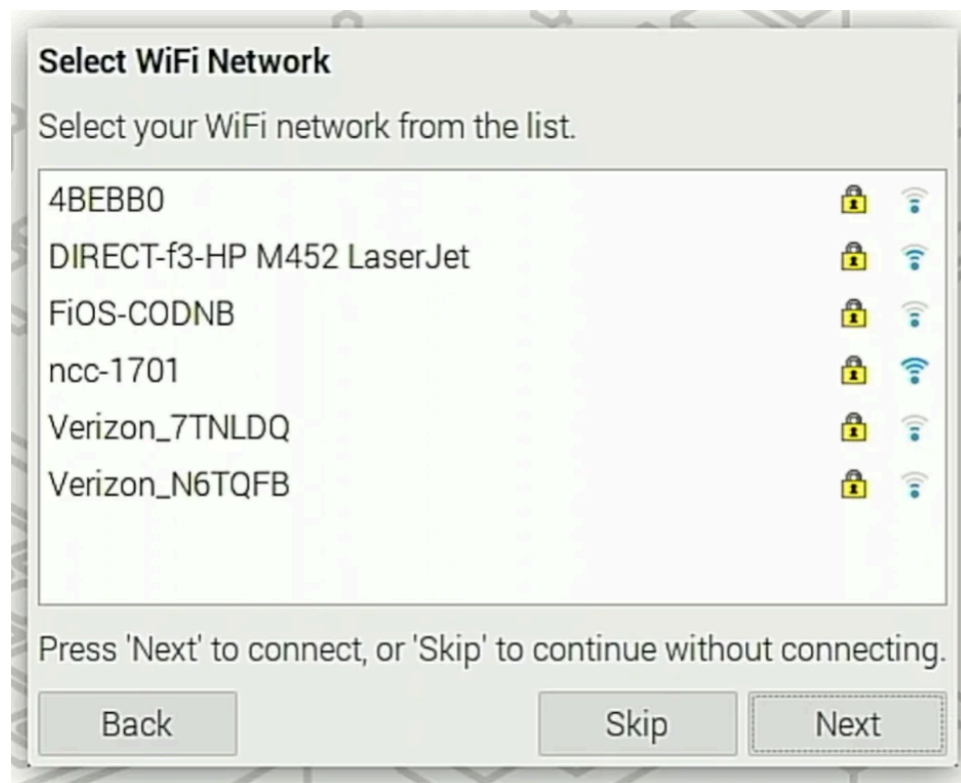 Select WiFi Network
Select your WiFi network from the list.
4BEBB0
DIRECT-f3-HP M452 LaserJet
FiOS-CODNB
ncc-1701
Verizon_7TNLDQ
Verizon_N6TQFB
Press 'Next' to connect, or 'Skip' to continue without connecting.
Back
Skip
Next